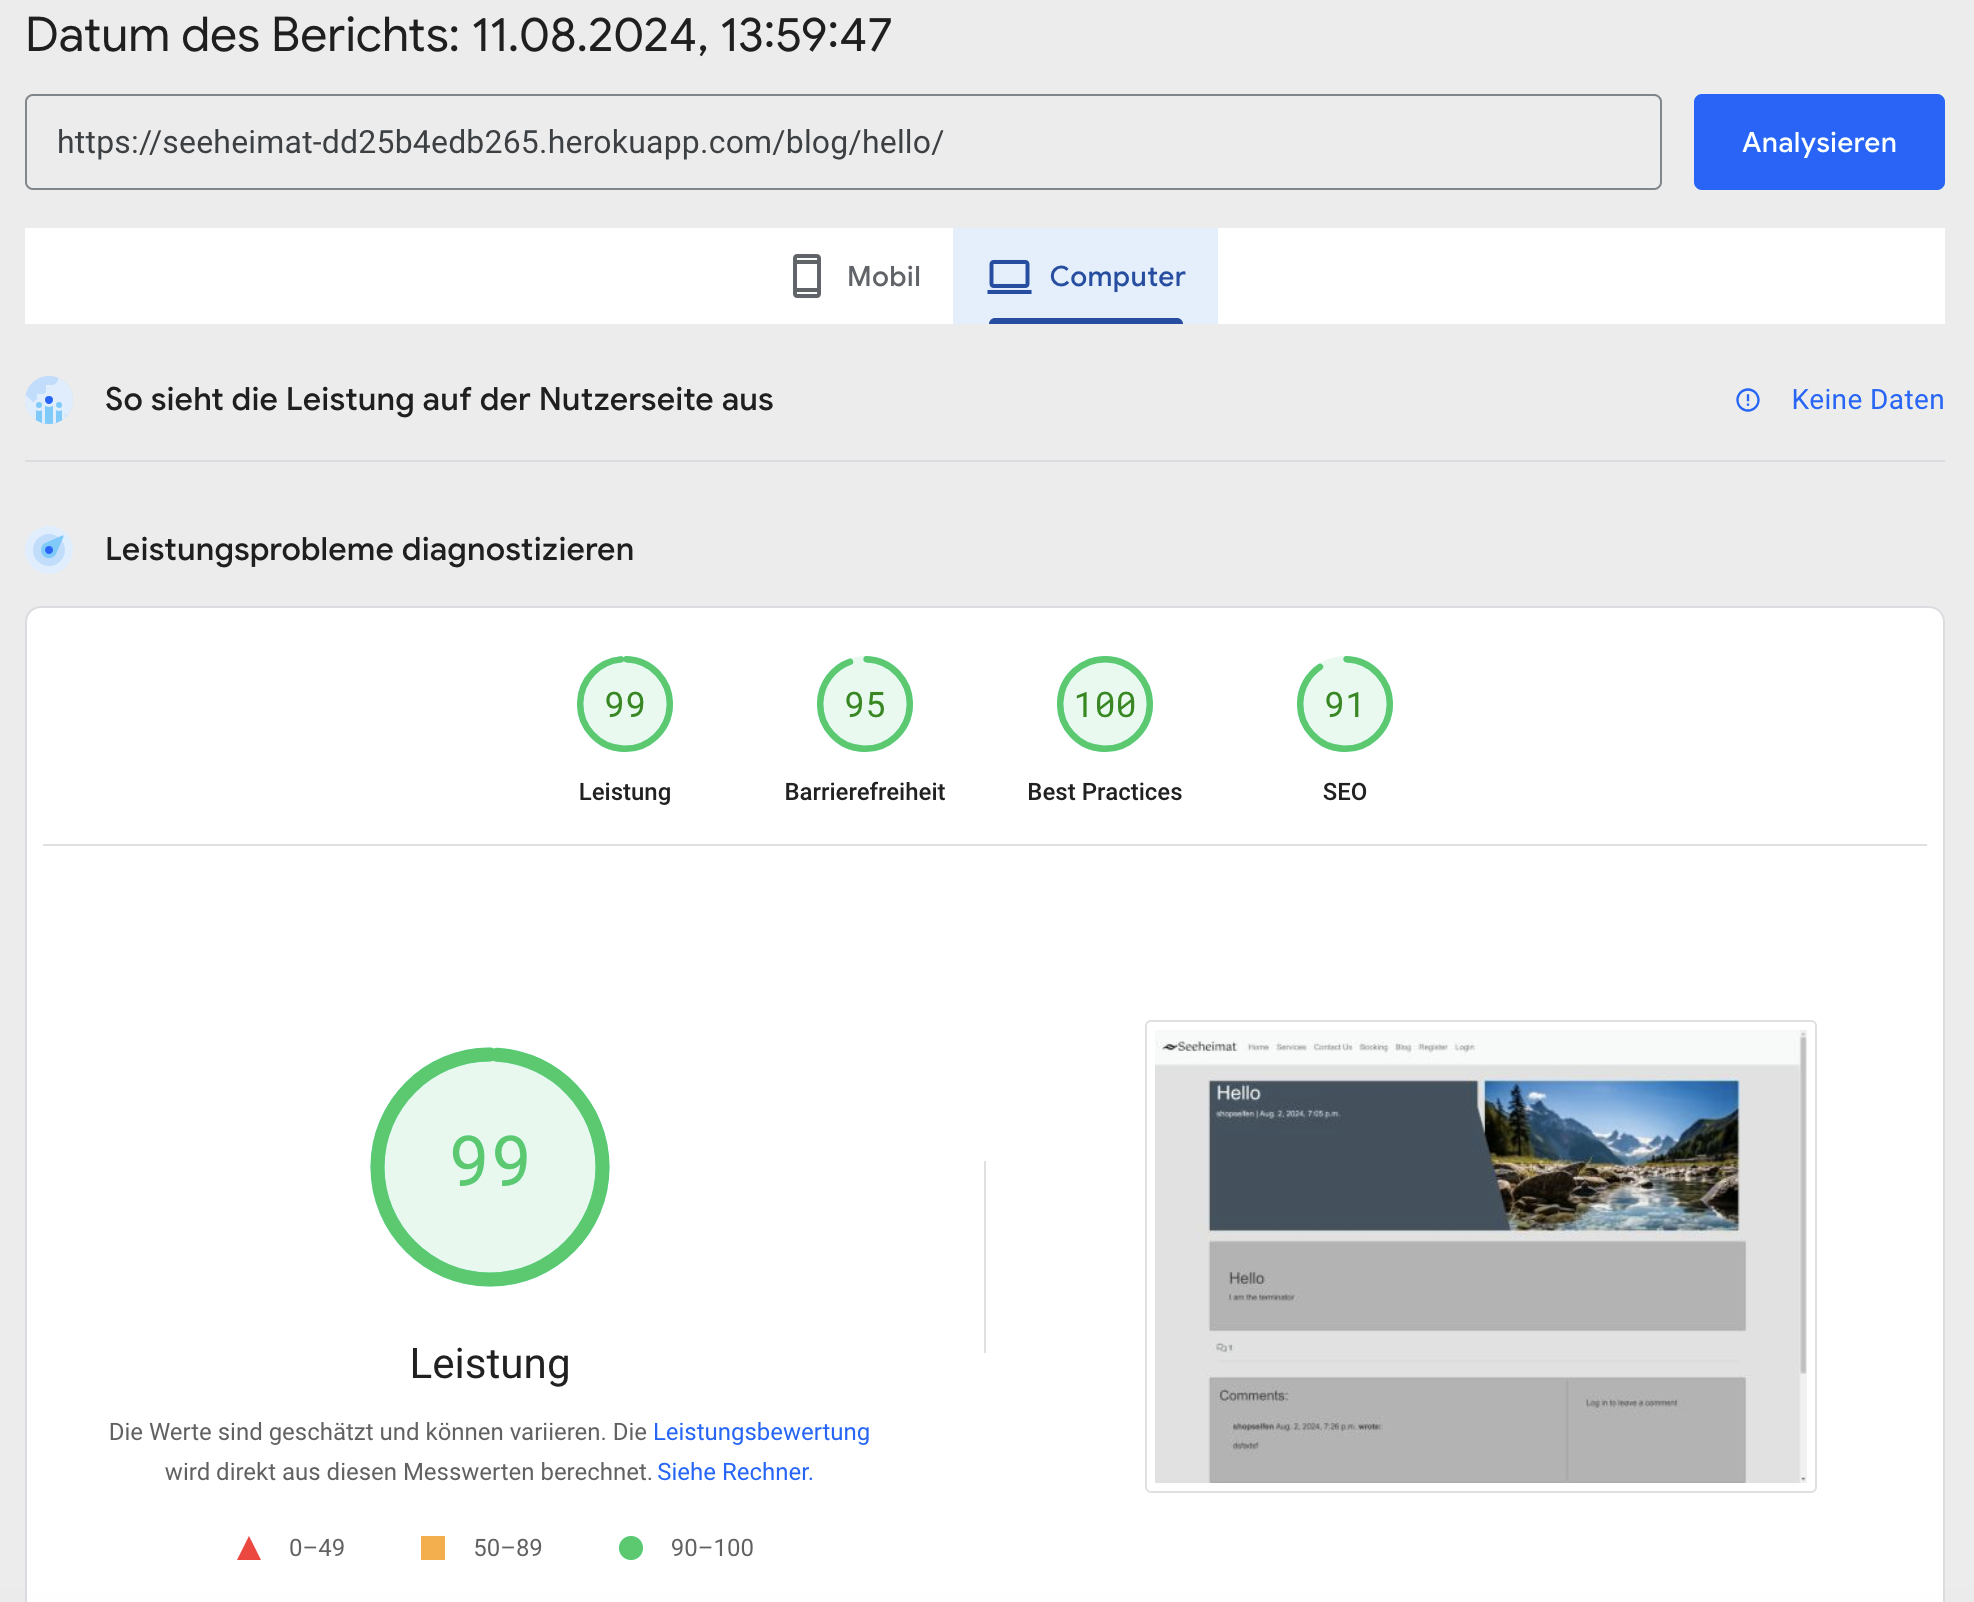 Datum des Berichts: 11.08.2024, 13:59:47
https://seeheimat-dd25b4edb265.herokuapp.com/blog/hello/
Analysieren
Mobil
Computer
So sieht die Leistung auf der Nutzerseite aus
Keine Daten
Leistungsprobleme diagnostizieren
99
Leistung
95
Barrierefreiheit
100
Best Practices
91
SEO
99
Leistung
Die Werte sind geschätzt und können variieren. Die Leistungsbewertung
wird direkt aus diesen Messwerten berechnet. Siehe Rechner.
0–49
50–89
90–100
Seeheimat Home Services Contact Us Booking Blog Register Login
Hello
shopselfen | Aug. 2, 2024, 7:05 p.m.
Hello
I am the terminator
1
Comments:
shopselfen Aug. 2, 2024, 7:26 p.m. wrote:
Log in to leave a comment